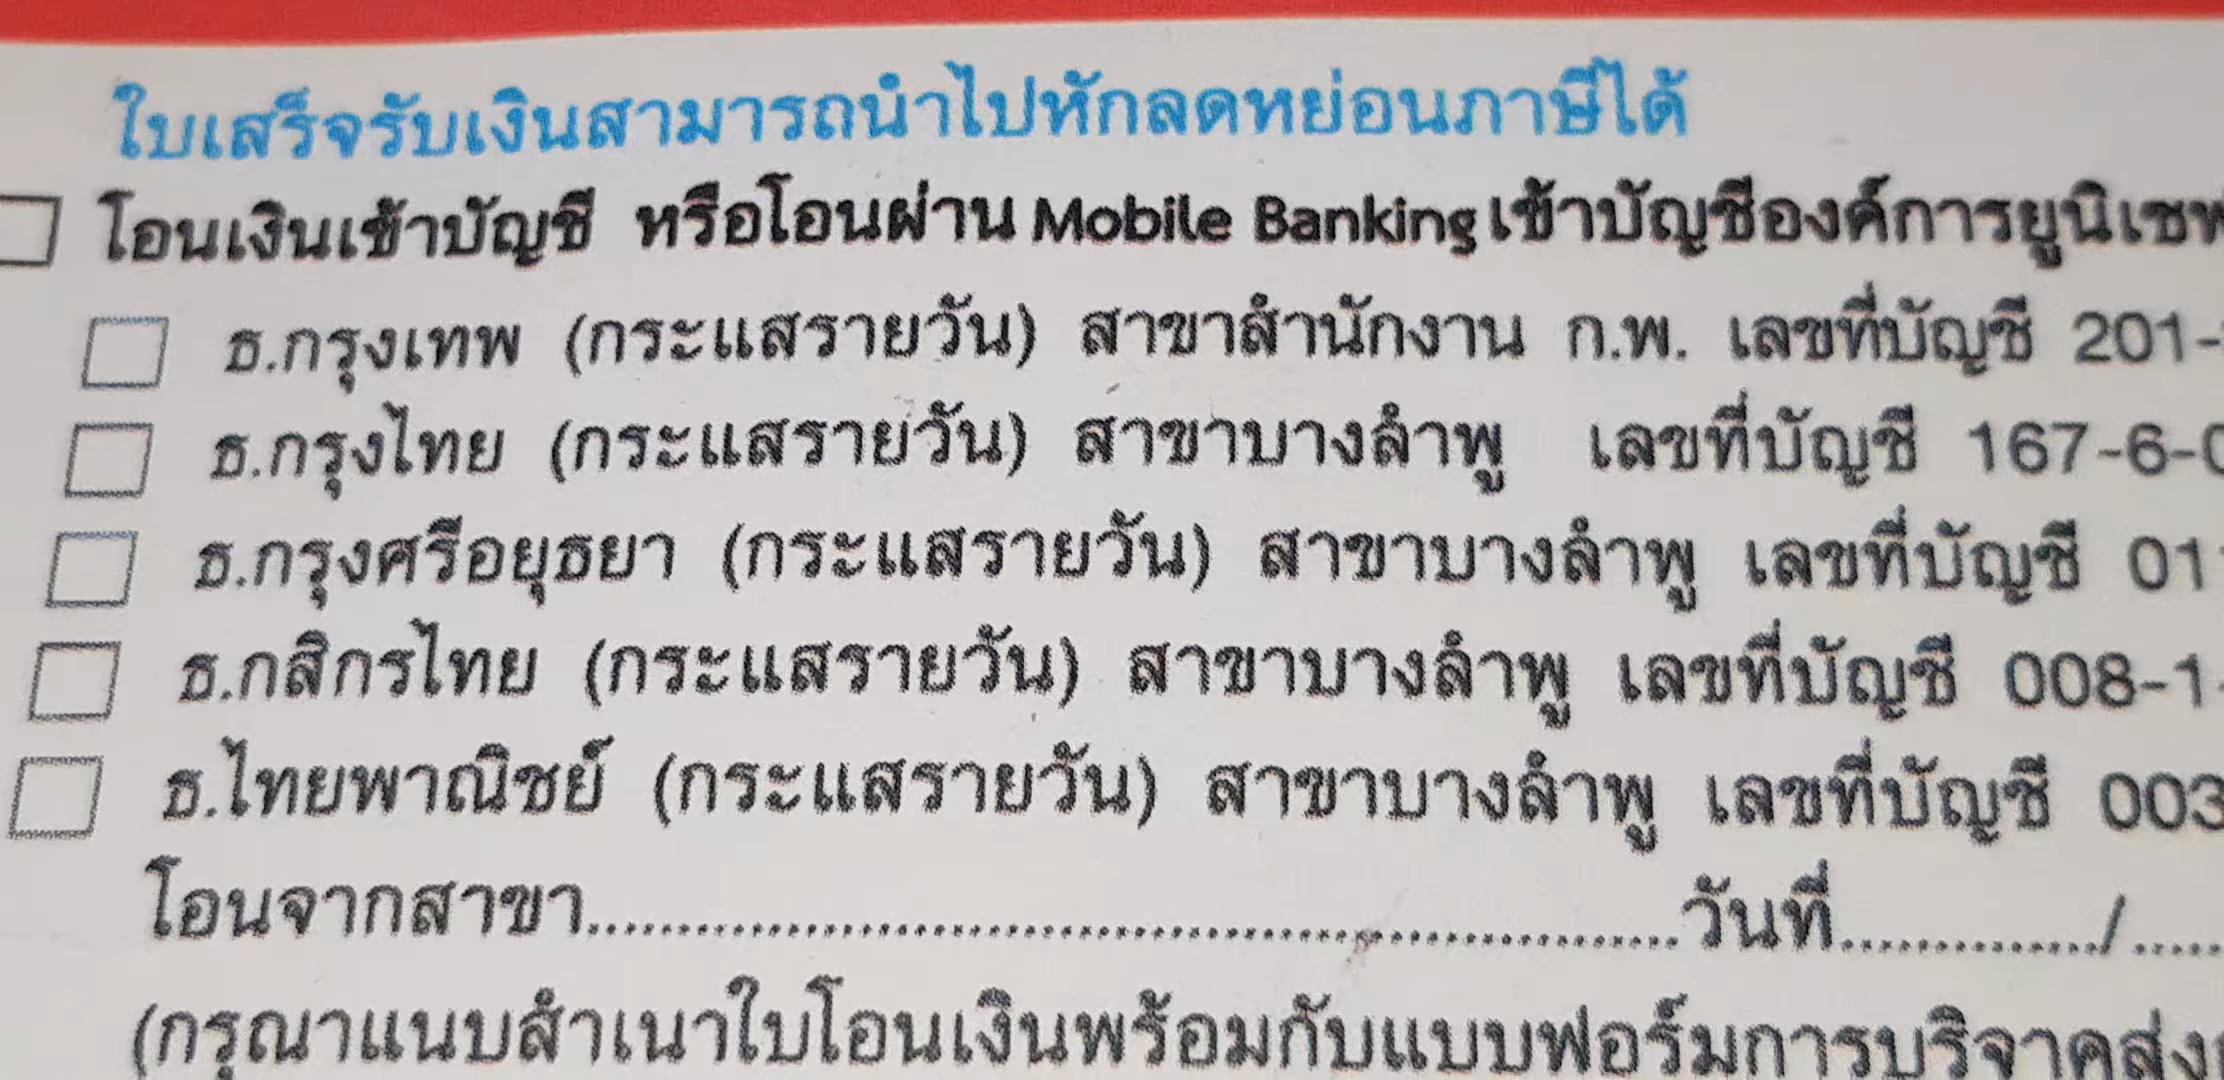 ใบเสร็จรับเงินสามารถนำไปหักลดหย่อนภาษีได้
โอนเงินเข้าบัญชี หรือโอนผ่าน Mobile Banking เข้าบัญชีองค์การยูนิเซฟ
ธ.กรุงเทพ (กระแสรายวัน) สาขาสำนักงาน ก.พ. เลขที่บัญชี 201-
ธ.กรุงไทย (กระแสรายวัน) สาขาบางลำพู เลขที่บัญชี 167-6-0
ธ.กรุงศรีอยุธยา (กระแสรายวัน) สาขาบางลำพู เลขที่บัญชี 011
ธ.กสิกรไทย (กระแสรายวัน) สาขาบางลำพู เลขที่บัญชี 008-1-
ธ.ไทยพาณิชย์ (กระแสรายวัน) สาขาบางลำพู เลขที่บัญชี 003
โอนจากสาขา..............................วันที่............../......
(กรุณาแนบสำเนาใบโอนเงินพร้อมกับแบบฟอร์มการบริจาคส่ง